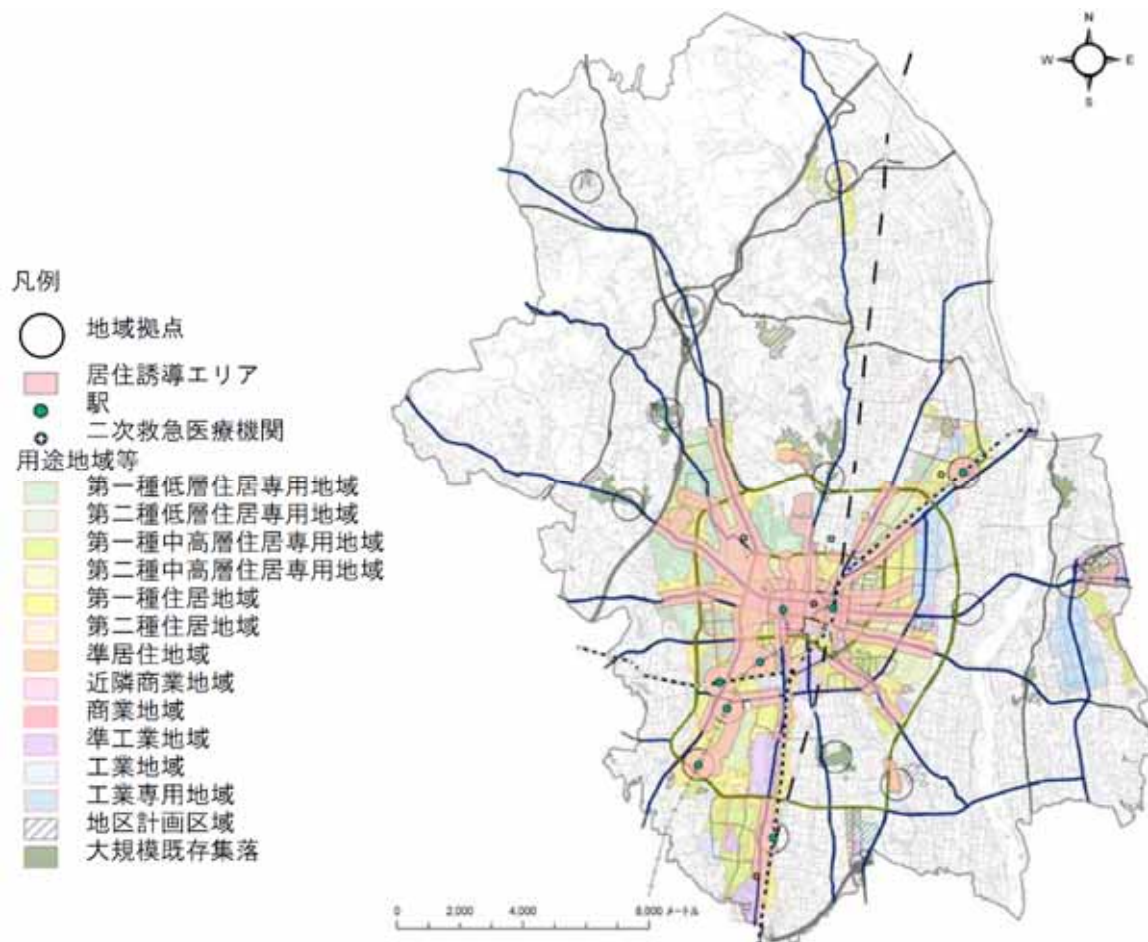 N
W
E
S
凡例
地域拠点
居住誘導エリア
駅
二次救急医療機関
用途地域等
第一種低層住居専用地域
第二種低層住居専用地域
第一種中高層住居専用地域
第二種中高層住居専用地域
第一種住居地域
第二種住居地域
準居住地域
近隣商業地域
商業地域
準工業地域
工業地域
工業専用地域
地区計画区域
大規模既存集落
0 2,000 4,000 8,000 メートル